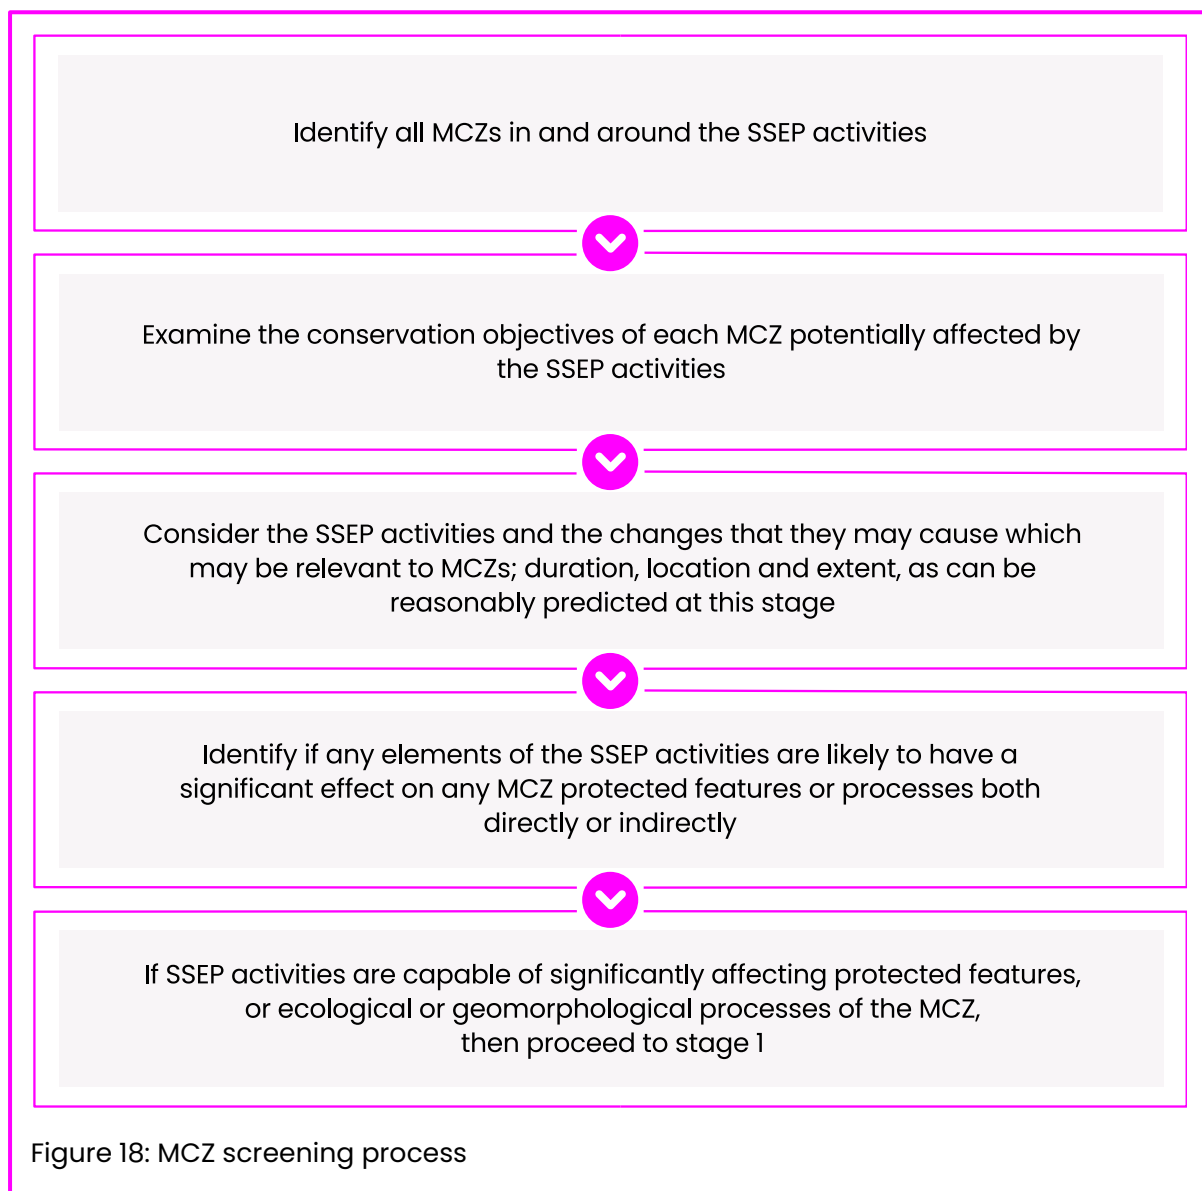 Identify all MCZs in and around the SSEP activities
Examine the conservation objectives of each MCZ potentially affected by
the SSEP activities
Consider the SSEP activities and the changes that they may cause which
may be relevant to MCZs; duration, location and extent, as can be
reasonably predicted at this stage
Identify if any elements of the SSEP activities are likely to have a
significant effect on any MCZ protected features or processes both
directly or indirectly
If SSEP activities are capable of significantly affecting protected features,
or ecological or geomorphological processes of the MCZ,
then proceed to stage 1
Figure 18: MCZ screening process